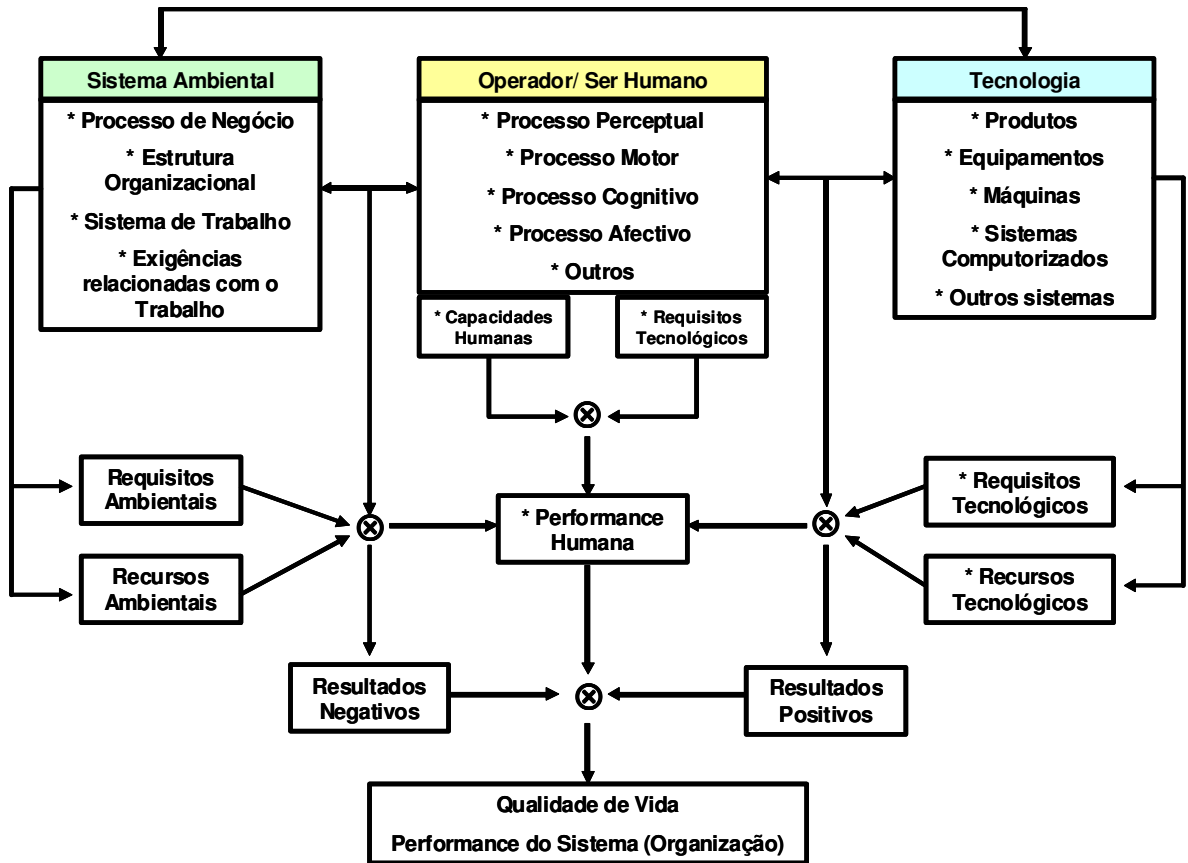 Sistema Ambiental
* Processo de Negócio
* Estrutura
Organizacional
* Sistema de Trabalho
* Exigências
relacionadas com o
Trabalho
Operador/ Ser Humano
* Processo Perceptual
* Processo Motor
* Processo Cognitivo
* Processo Afectivo
* Outros
* Capacidades
Humanas
* Requisitos
Tecnológicos
Tecnologia
* Produtos
* Equipamentos
* Máquinas
* Sistemas
Computorizados
* Outros sistemas
Requisitos
Ambientais
Recursos
Ambientais
* Performance
Humana
* Requisitos
Tecnológicos
* Recursos
Tecnológicos
Resultados
Negativos
Resultados
Positivos
Qualidade de Vida
Performance do Sistema (Organização)